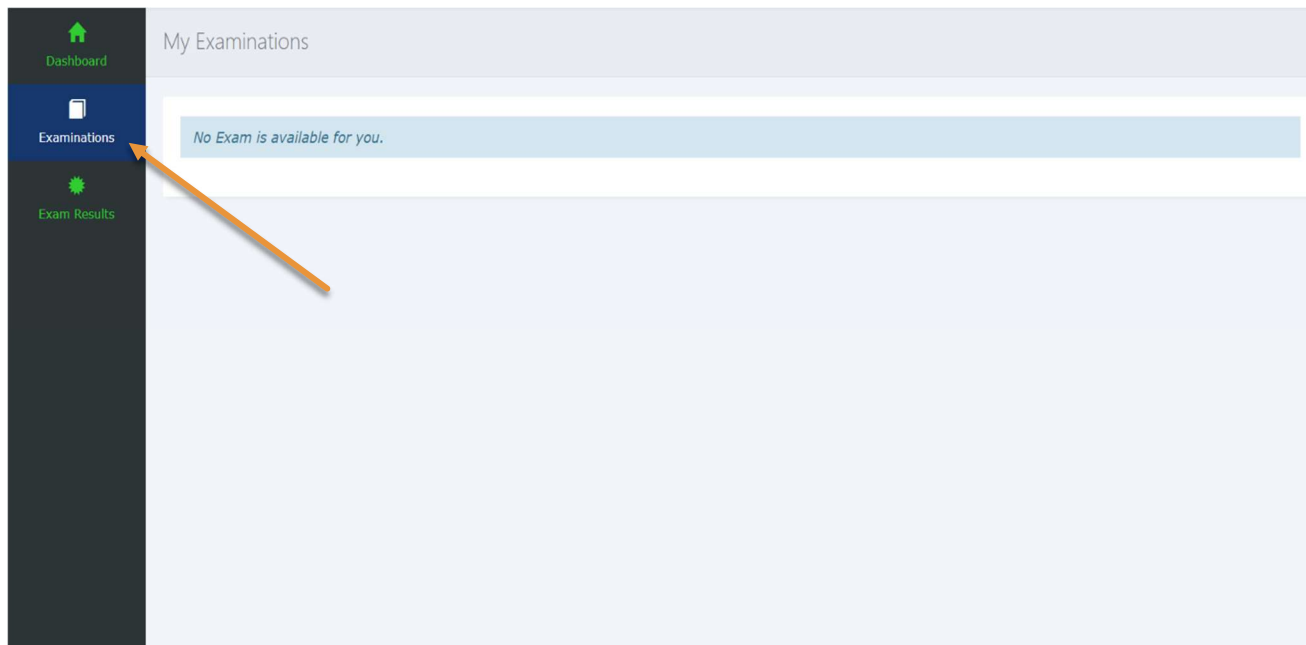 Dashboard
Examinations
Exam Results
My Examinations
No Exam is available for you.